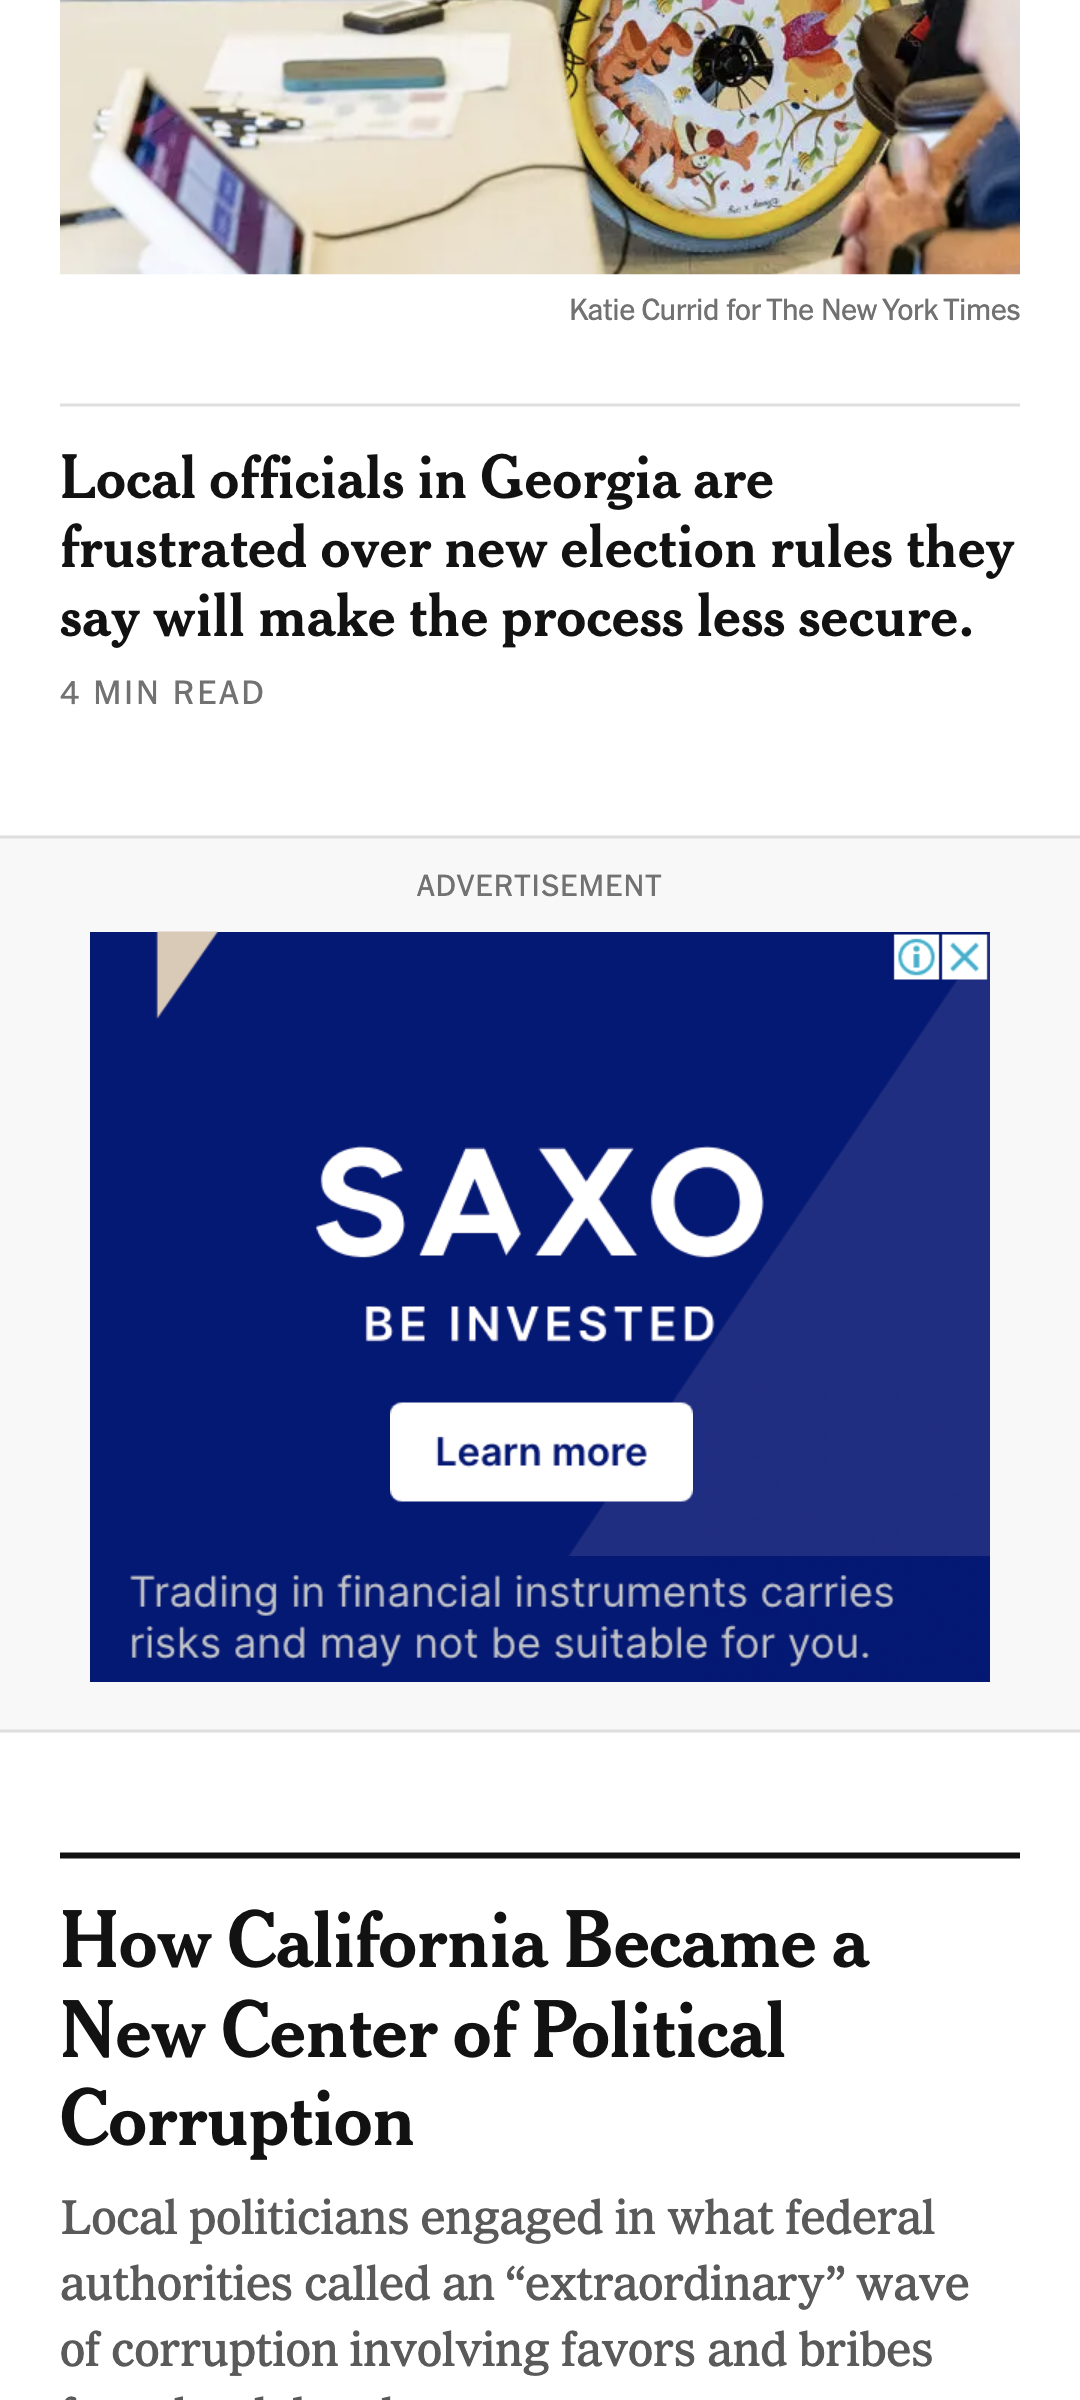 Katie Currid for The New York Times
Local officials in Georgia are
frustrated over new election rules they
say will make the process less secure.
4 MIN READ
ADVERTISEMENT
SAXO
BE INVESTED
Learn more
Trading in financial instruments carries
risks and may not be suitable for you.
How California Became a
New Center of Political
Corruption
Local politicians engaged in what federal
authorities called an “extraordinary” wave
of corruption involving favors and bribes